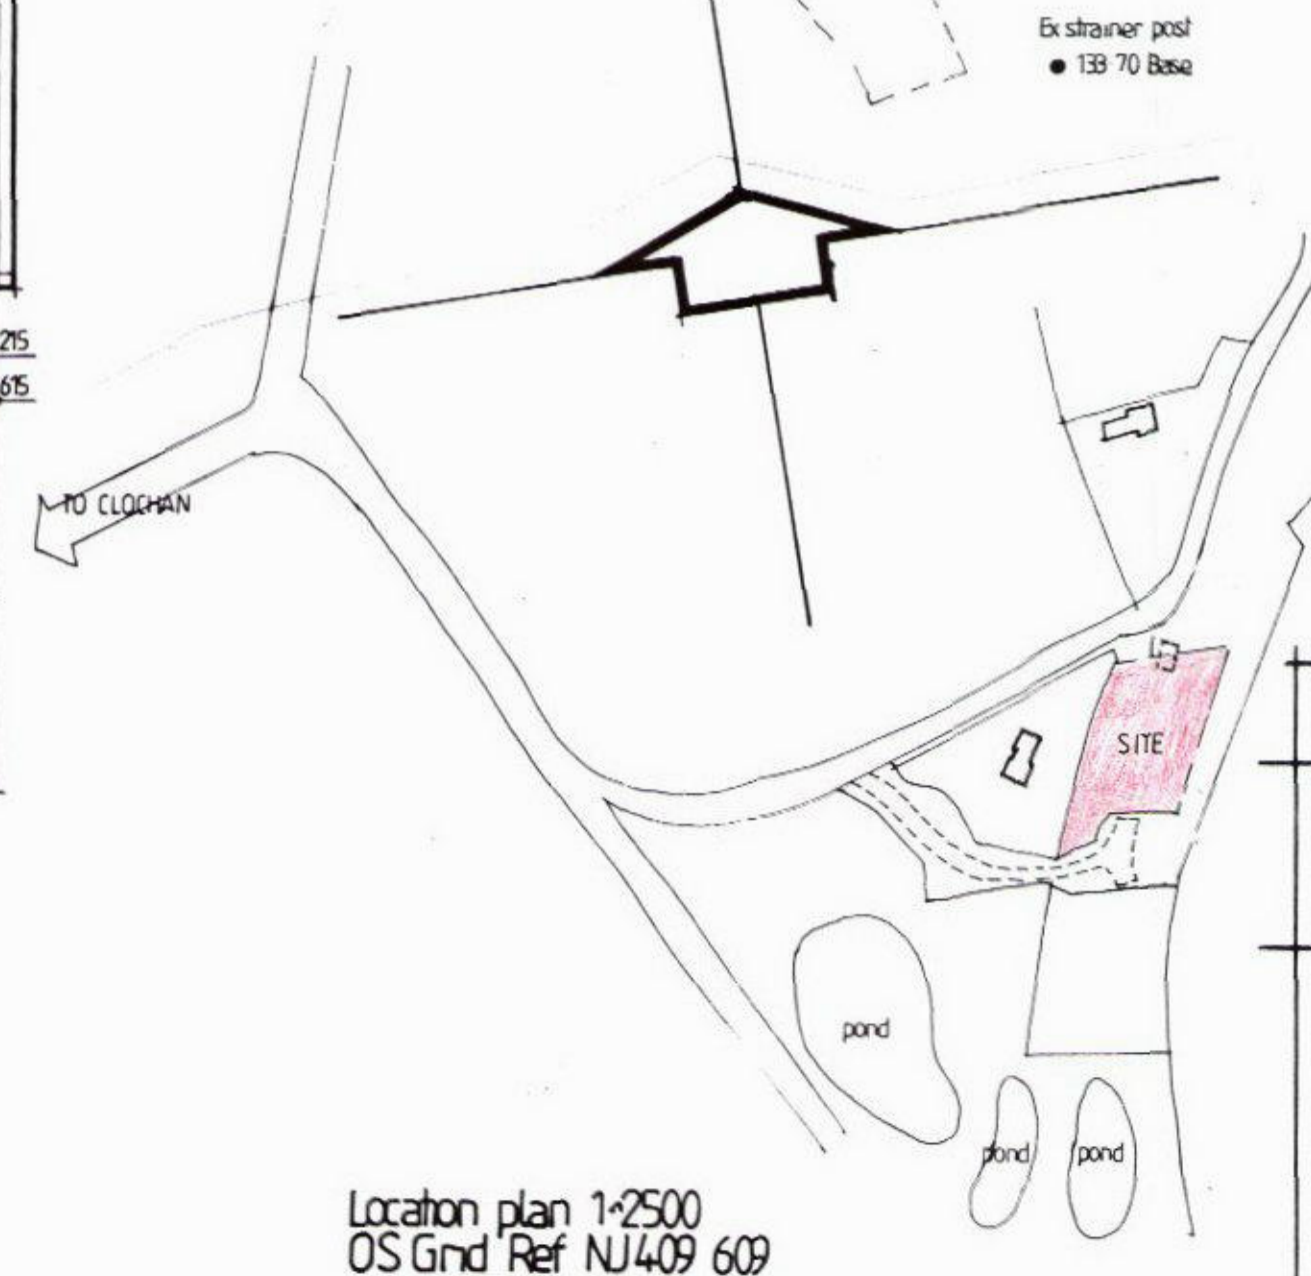 Ex strainer post
133 70 Base
215
615
TO CLOCHAN
SITE
pond
pond
pond
Location plan 1:2500
OS Grid Ref NJ409 609